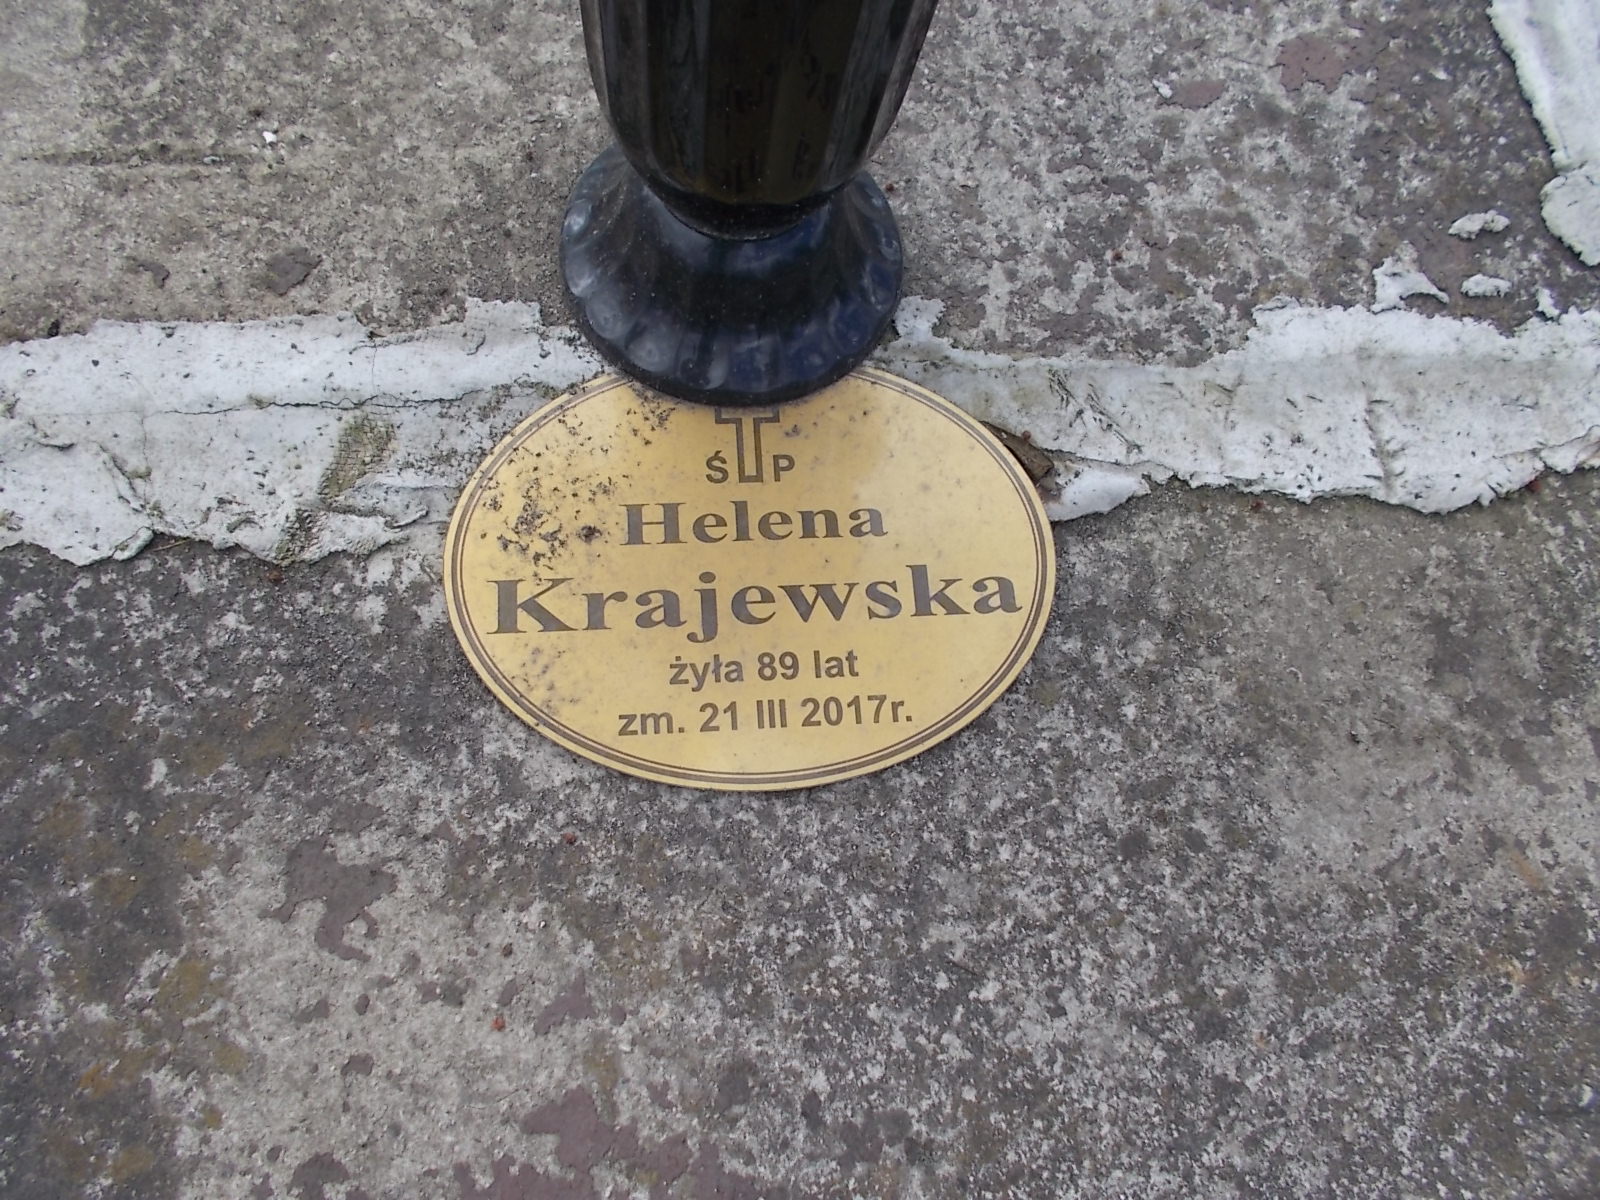 Ś P
Helena
Krajewska
żyła 89 lat
zm. 21 III 2017r.